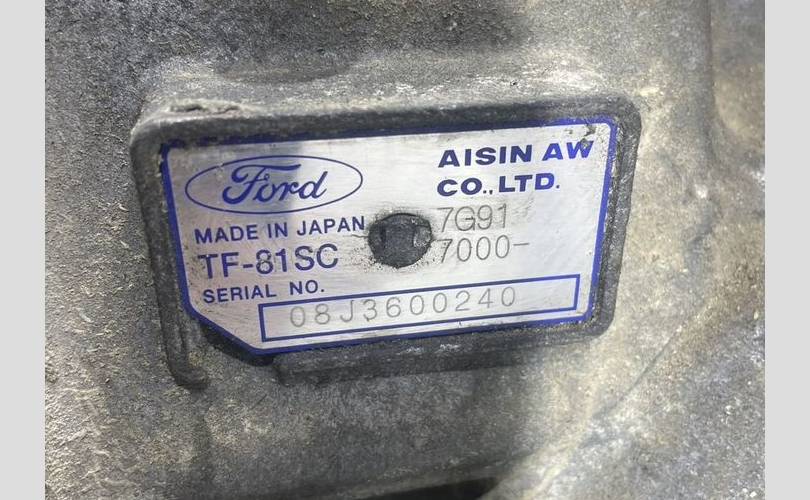 Ford
AISIN AW
CO.,LTD.
MADE IN JAPAN
7G91
TF-81SC
7000-
SERIAL NO.
08J3600240